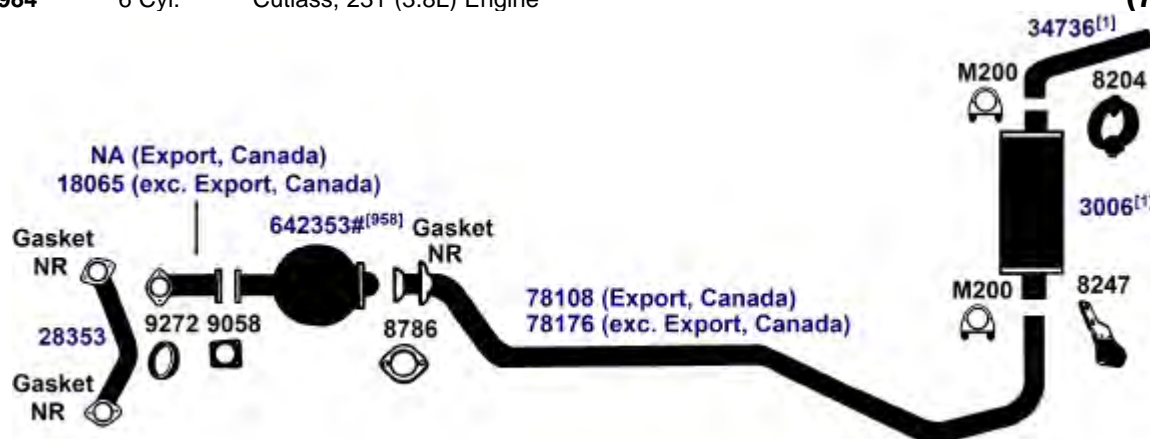 984 6 Cyl. Cutlass, 231 (3.8L) Engine (7
34736[1]
M200
8204
NA (Export, Canada)
18065 (exc. Export, Canada)
642353#[958]
Gasket
NR
3006[1]
Gasket
NR
M200
8247
78108 (Export, Canada)
78176 (exc. Export, Canada)
28353
9272 9058
8786
Gasket
NR